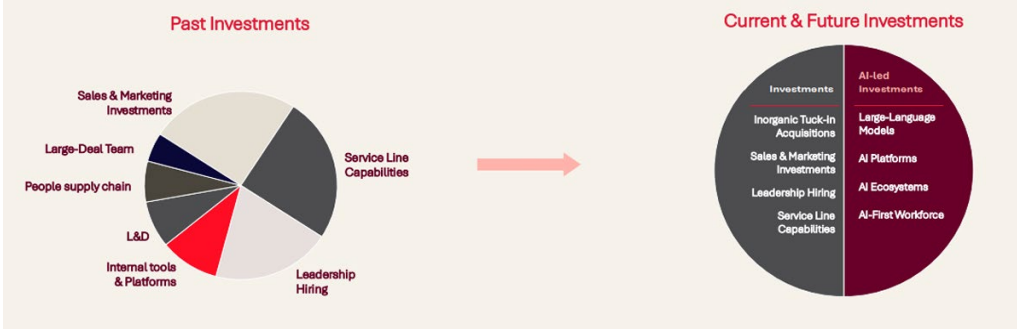 Past Investments
Sales & Marketing
Investments
Large-Deal Team
People supply chain
L&D
Internal tools
& Platforms
Leadership
Hiring
Service Line
Capabilities
Current & Future Investments
Investments
Inorganic Tuck-in
Acquisitions
Sales & Marketing
Investments
Leadership Hiring
Service Line
Capabilities
AI-led
Investments
Large-Language
Models
AI Platforms
AI Ecosystems
AI-First Workforce